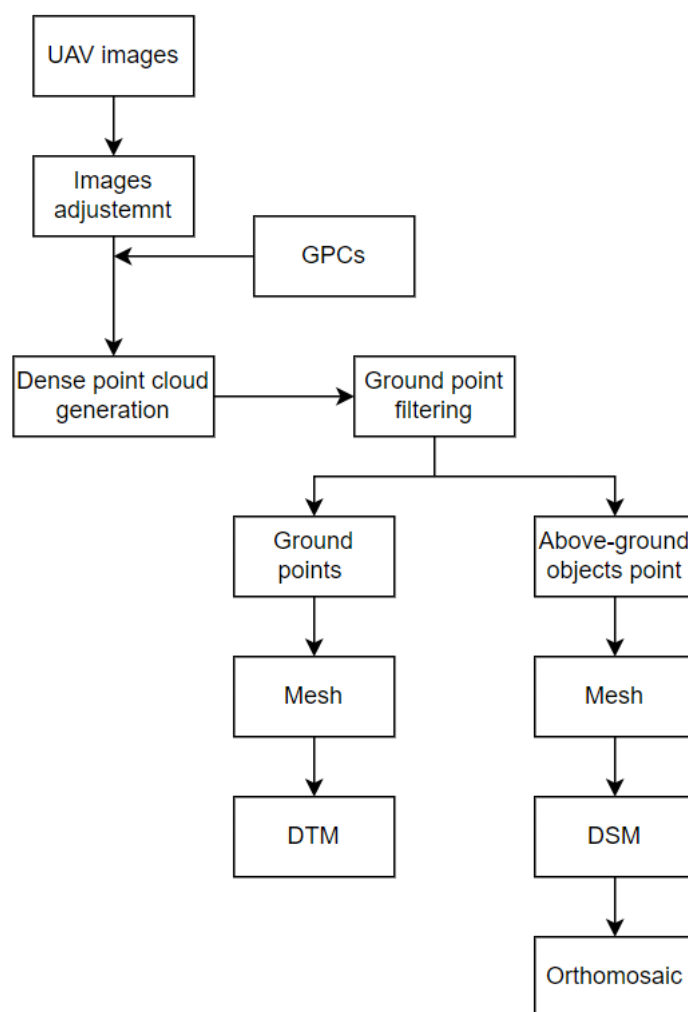 UAV images
Images
adjustemnt
GPCs
Dense point cloud
generation
Ground point
filtering
Ground
points
Above-ground
objects point
Mesh
Mesh
DTM
DSM
Orthomosaic